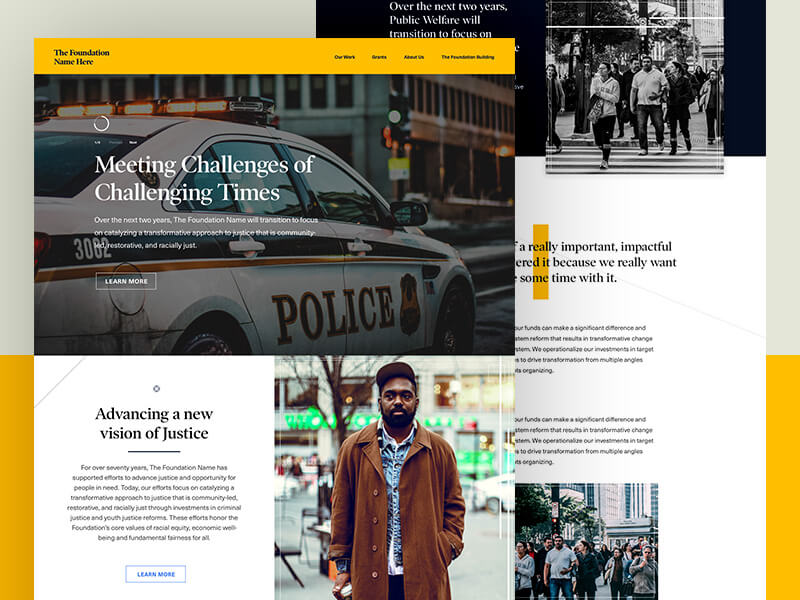 Over the next two years,
Public Welfare will
transition to focus on
The Foundation
Name Here
Our Work
Grants
About Us
The Foundation Building
1/5 Previous Next
Meeting Challenges of
Challenging Times
Over the next two years, The Foundation Name will transition to focus
on catalyzing a transformative approach to justice that is community-
led, restorative, and racially just.
LEARN MORE
3002
POLICE
Advancing a new
vision of Justice
For over seventy years, The Foundation Name has
supported efforts to advance justice and opportunity for
people in need. Today, our efforts focus on catalyzing a
transformative approach to justice that is community-led,
restorative, and racially just through investments in criminal
justice and youth justice reforms. These efforts honor the
Foundation's core values of racial equity, economic well-
being and fundamental fairness for all.
LEARN MORE
f a really important, impactful
ered it because we really want
e some time with it.
our funds can make a significant difference and
stem reform that results in transformative change
ystem. We operationalize our investments in target
s to drive transformation from multiple angles
ts organizing.
our funds can make a significant difference and
stem reform that results in transformative change
ystem. We operationalize our investments in target
s to drive transformation from multiple angles
ts organizing.